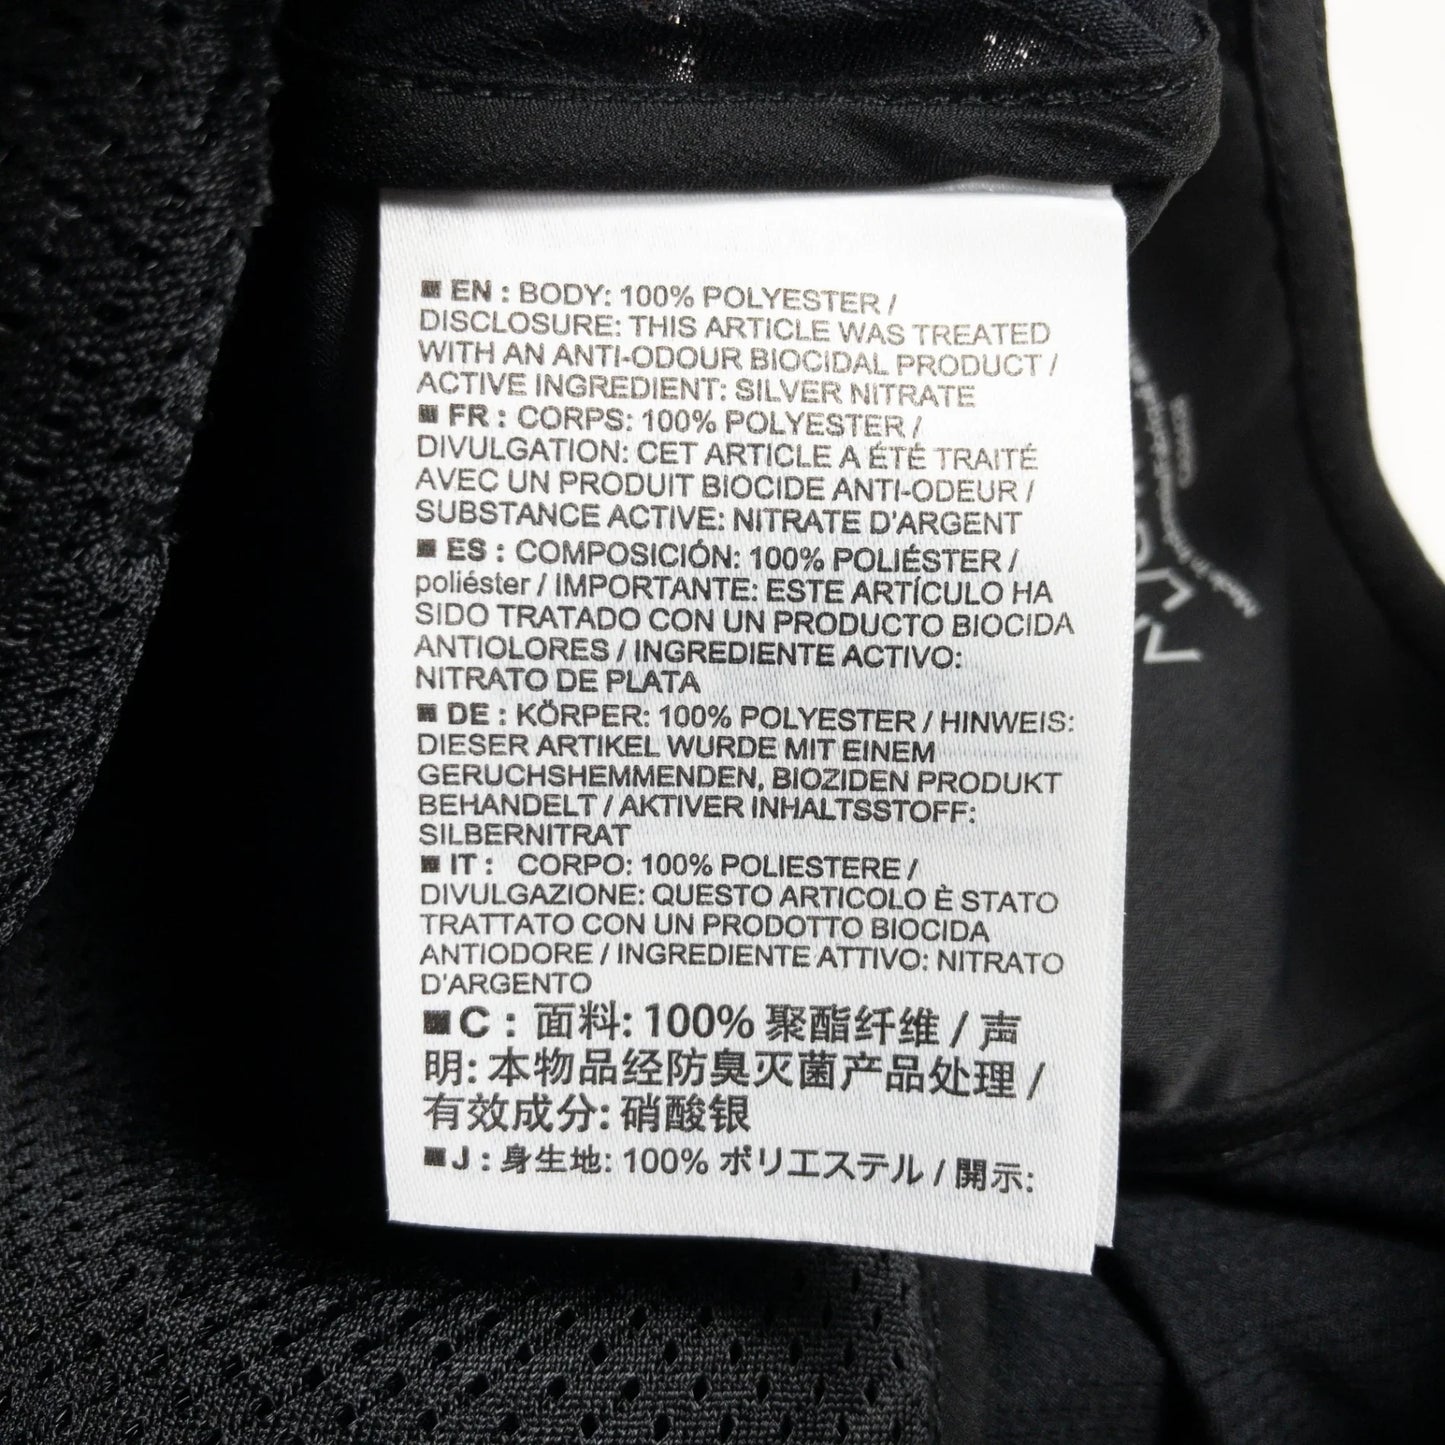 EN : BODY: 100% POLYESTER /
DISCLOSURE: THIS ARTICLE WAS TREATED
WITH AN ANTI-ODOUR BIOCIDAL PRODUCT /
ACTIVE INGREDIENT: SILVER NITRATE
FR : CORPS: 100% POLYESTER /
DIVULGATION: CET ARTICLE A ÉTÉ TRAITÉ
AVEC UN PRODUIT BIOCIDE ANTI-ODEUR /
SUBSTANCE ACTIVE: NITRATE D'ARGENT
ES : COMPOSICIÓN: 100% POLIÉSTER /
poliéster / IMPORTANTE: ESTE ARTÍCULO HA
SIDO TRATADO CON UN PRODUCTO BIOCIDA
ANTIOLORES / INGREDIENTE ACTIVO:
NITRATO DE PLATA
DE : KÖRPER: 100% POLYESTER / HINWEIS:
DIESER ARTIKEL WURDE MIT EINEM
GERUCHSHEMMENDEN, BIOZIDEN PRODUKT
BEHANDELT / AKTIVER INHALTSSTOFF:
SILBERNITRAT
IT : CORPO: 100% POLIESTERE /
DIVULGAZIONE: QUESTO ARTICOLO È STATO
TRATTATO CON UN PRODOTTO BIOCIDA
ANTIODORE / INGREDIENTE ATTIVO: NITRATO
D'ARGENTO
C : 面料: 100% 聚酯纤维 / 声
明: 本物品经防臭灭菌产品处理 /
有效成分: 硝酸银
J : 身生地: 100% ポリエステル / 開示: